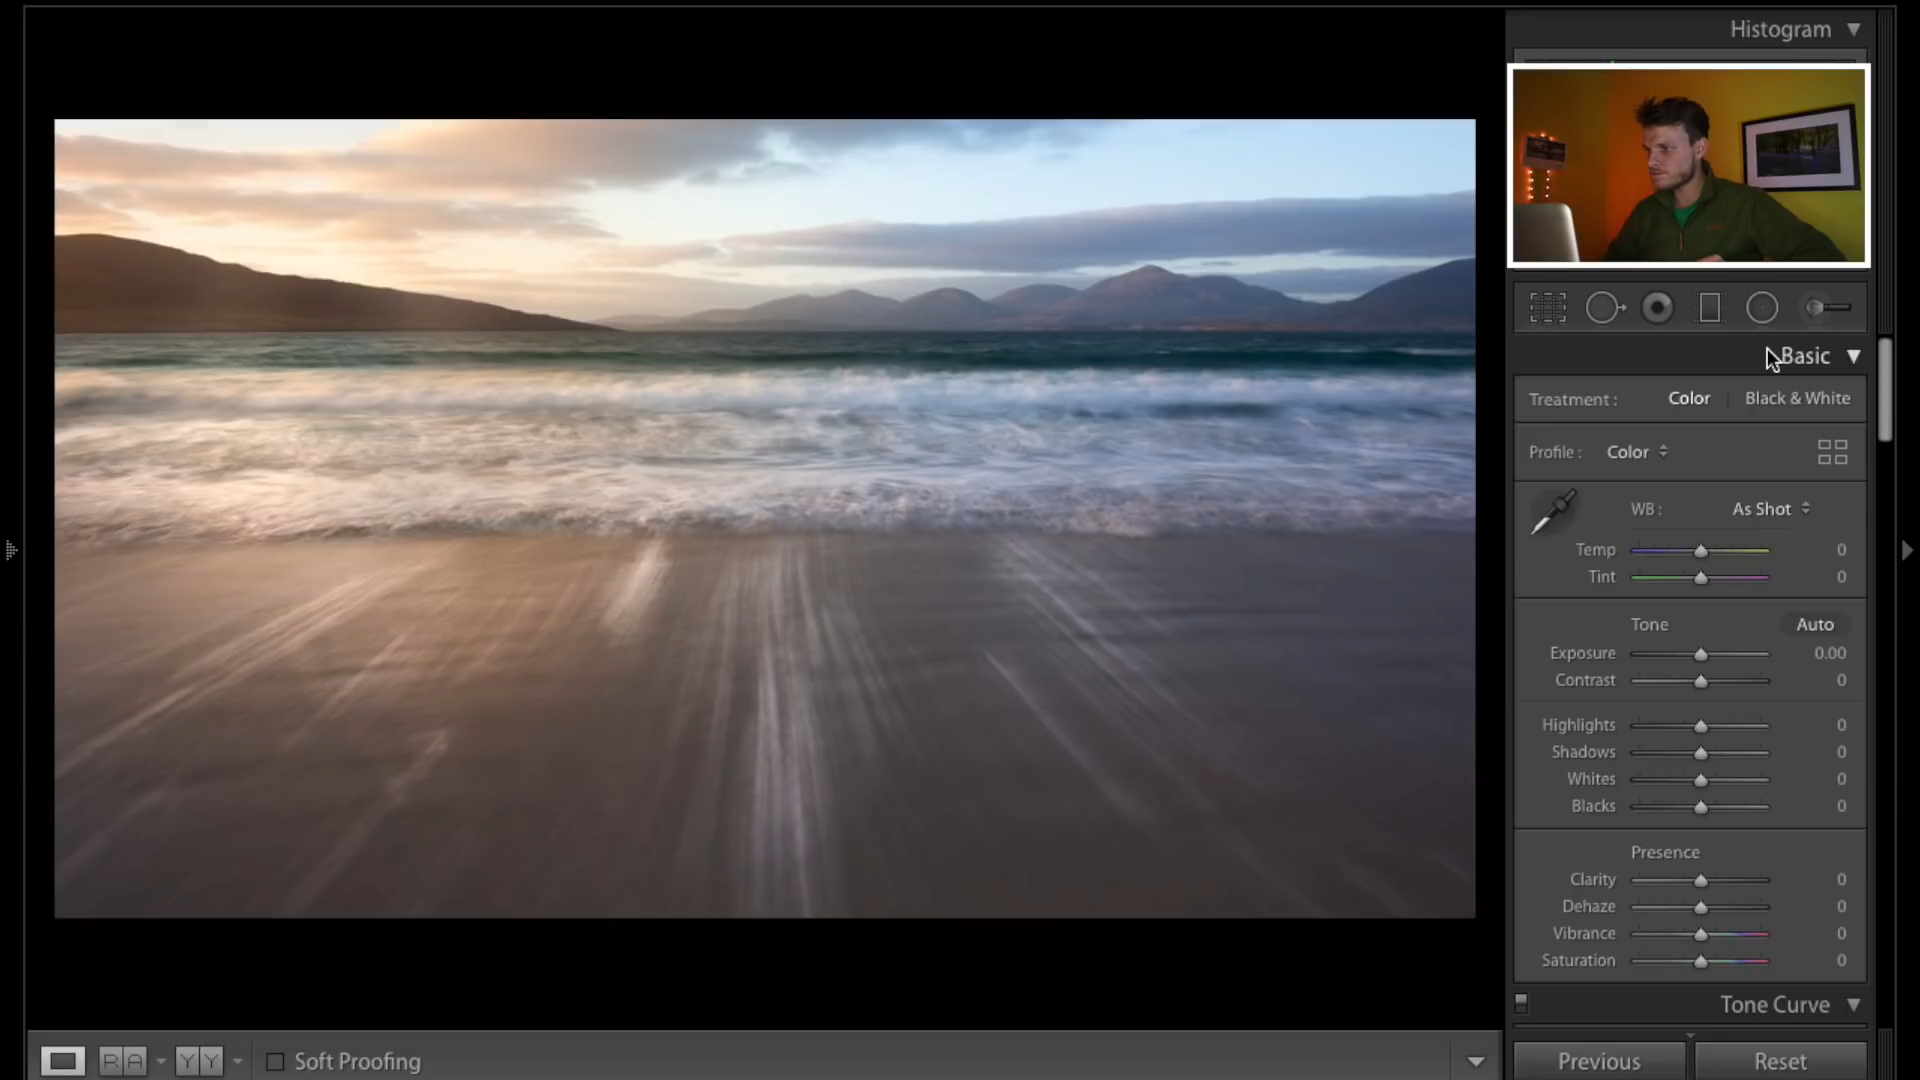 Histogram
Basic
Treatment : Color Black & White
Profile : Color
WB : As Shot
Temp 0
Tint 0
Tone Auto
Exposure 0.00
Contrast 0
Highlights 0
Shadows 0
Whites 0
Blacks 0
Presence
Clarity 0
Dehaze 0
Vibrance 0
Saturation 0
Tone Curve
R A Y Y Soft Proofing
Previous Reset